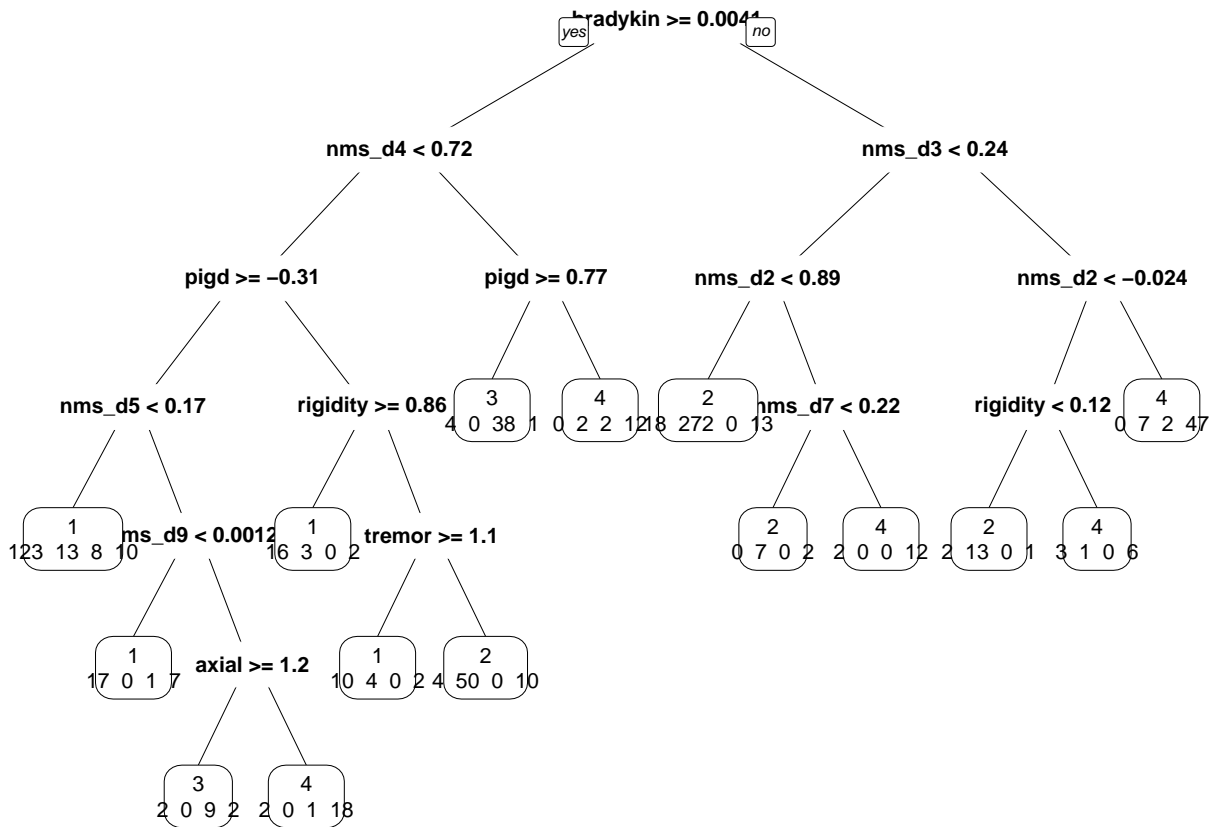 bradykin >= 0.0041
yes
no
nms_d4 < 0.72
nms_d3 < 0.24
pigd >= −0.31
pigd >= 0.77
nms_d2 < 0.89
nms_d2 < −0.024
nms_d5 < 0.17
rigidity >= 0.86
3
4 0 38 1
4
0 2 2 12
2
18 272 0 13
nms_d7 < 0.22
rigidity < 0.12
4
0 7 2 47
1
123 13 8 10
ms_d9 < 0.0012
1
16 3 0 2
tremor >= 1.1
2
0 7 0 2
4
2 0 0 12
2
2 13 0 1
4
3 1 0 6
1
17 0 1 7
axial >= 1.2
1
10 4 0 2
2
4 50 0 10
3
2 0 9 2
4
2 0 1 18